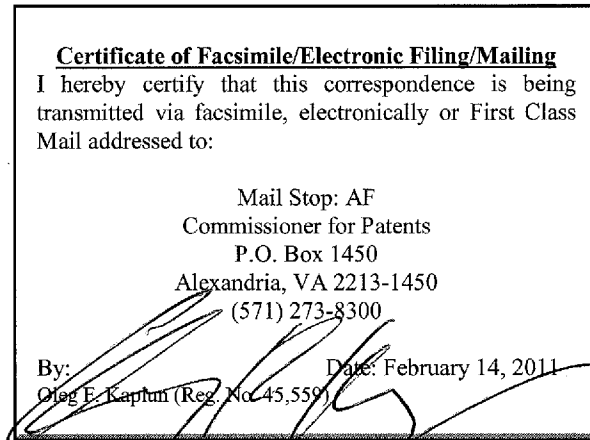 Certificate of Facsimile/Electronic Filing/Mailing
I hereby certify that this correspondence is being
transmitted via facsimile, electronically or First Class
Mail addressed to:
Mail Stop: AF
Commissioner for Patents
P.O. Box 1450
Alexandria, VA 2213-1450
(571) 273-8300
By: Date: February 14, 2011
Oleg F. Kaplun (Reg. No. 45,559)